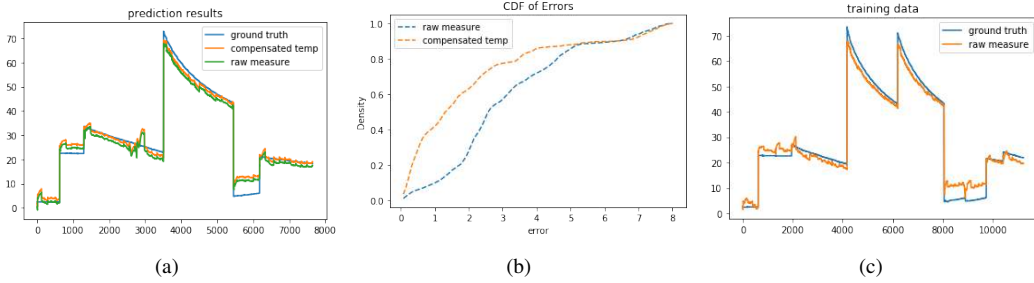 prediction results
ground truth
compensated temp
raw measure
70
60
50
40
30
20
10
0
0 1000 2000 3000 4000 5000 6000 7000 8000
(a)
CDF of Errors
raw measure
compensated temp
1.0
0.8
0.6
0.4
0.2
0.0
Density
0 1 2 3 4 5 6 7 8
error
(b)
training data
ground truth
raw measure
70
60
50
40
30
20
10
0
0 2000 4000 6000 8000 10000
(c)